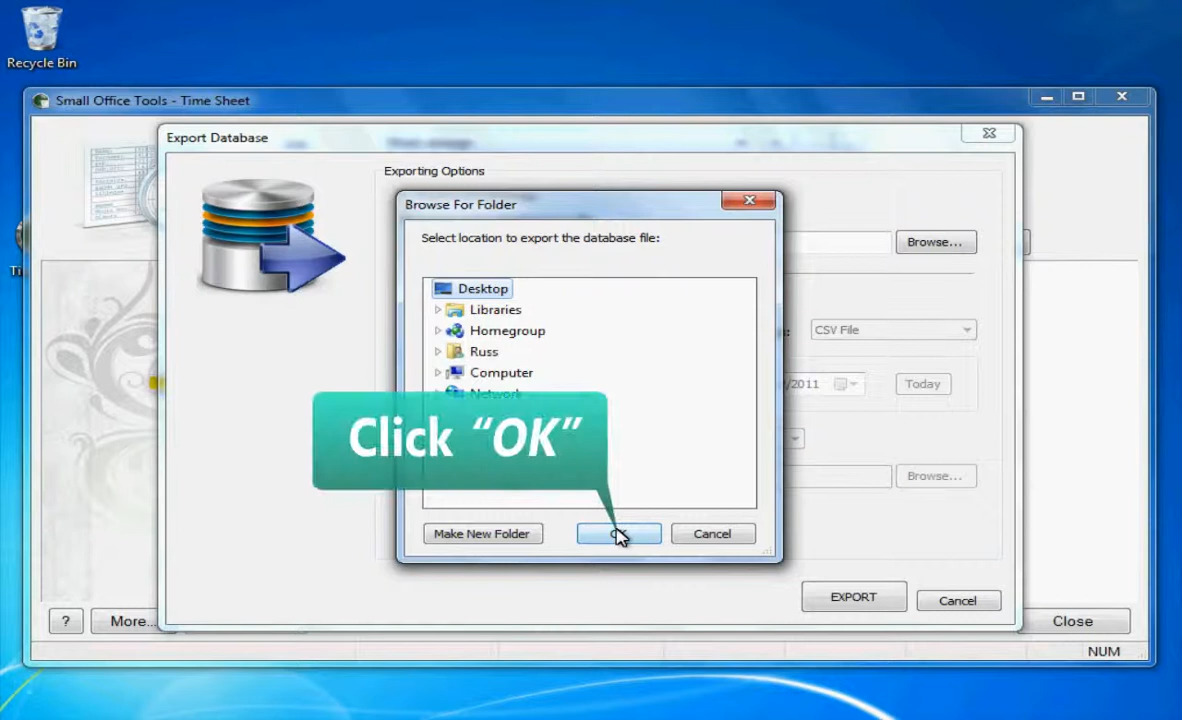 Recycle Bin
Small Office Tools - Time Sheet
Export Database
Exporting Options
Browse For Folder
Select location to export the database file:
Browse...
Desktop
Libraries
Homegroup
CSV File
Russ
Computer
/2011
Today
Network
Click “OK”
Browse...
Make New Folder
Cancel
EXPORT
Cancel
?
More...
Close
NUM